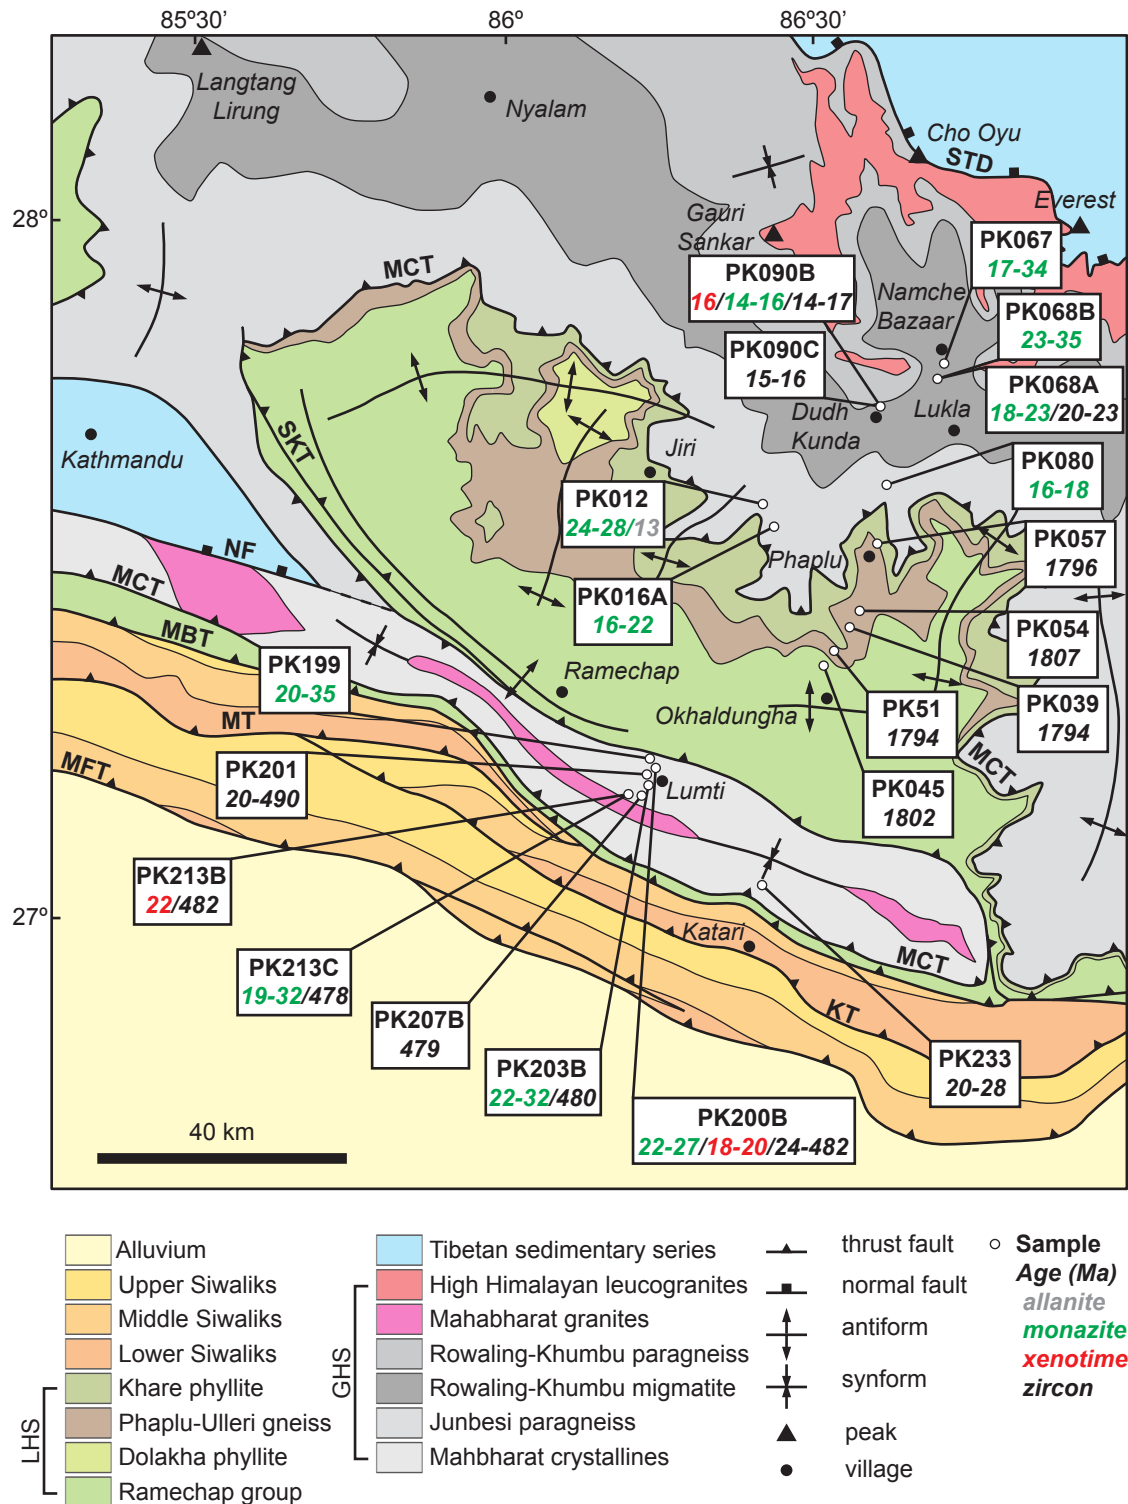 85º30’
86º
86º30’
Langtang
Lirung
Nyalam
Cho Oyu
STD
Everest
28º
Gauri
Sankar
PK067
17-34
MCT
PK090B
16/14-16/14-17
Namche
Bazaar
PK068B
23-35
PK090C
15-16
PK068A
18-23/20-23
Dudh
Kunda
Lukla
SKT
Kathmandu
Jiri
PK080
16-18
PK012
24-28/13
PK057
1796
NF
Phaplu
MCT
PK016A
16-22
PK054
1807
MBT
PK199
20-35
Ramechap
Okhaldungha
PK51
1794
PK039
1794
MT
MFT
PK201
20-490
Lumti
MCT
PK045
1802
PK213B
22/482
27º
Katari
MCT
PK213C
19-32/478
PK207B
479
KT
PK203B
22-32/480
PK233
20-28
PK200B
22-27/18-20/24-482
40 km
Alluvium
Upper Siwaliks
Middle Siwaliks
Lower Siwaliks
LHS
Khare phyllite
Phaplu-Ulleri gneiss
Dolakha phyllite
Ramechap group
Tibetan sedimentary series
GHS
High Himalayan leucogranites
Mahabharat granites
Rowaling-Khumbu paragneiss
Rowaling-Khumbu migmatite
Junbesi paragneiss
Mahbharat crystallines
thrust fault
normal fault
antiform
synform
peak
village
Sample
Age (Ma)
allanite
monazite
xenotime
zircon